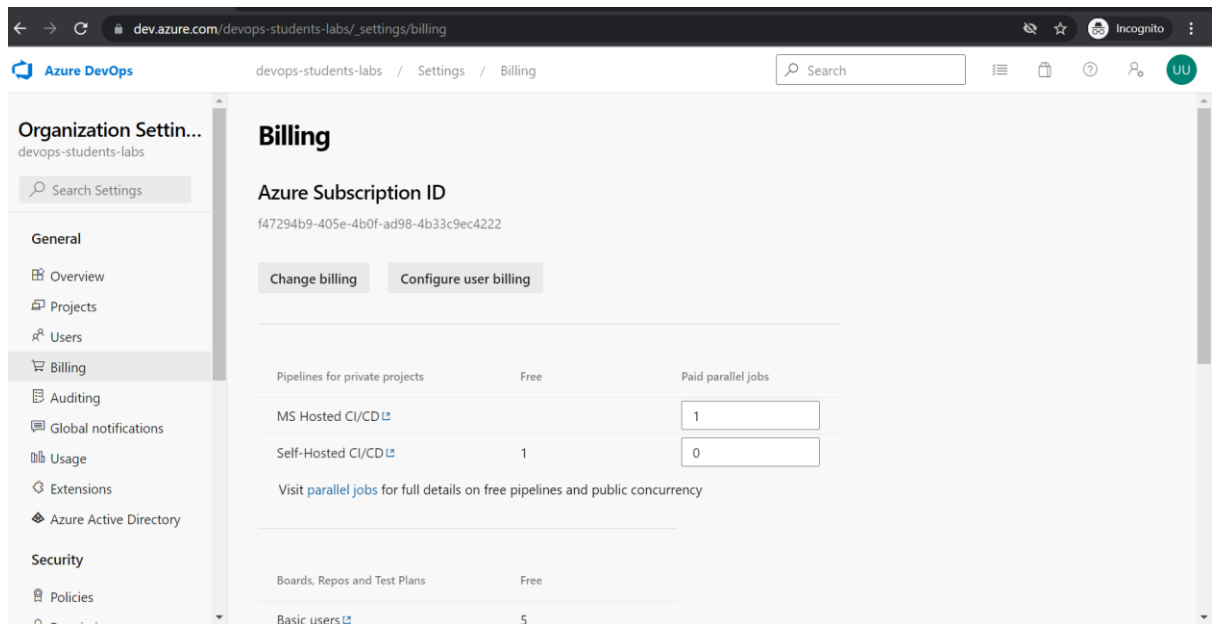 dev.azure.com/devops-students-labs/_settings/billing
Incognito
Azure DevOps
devops-students-labs / Settings / Billing
Search
UU
Organization Settin...
devops-students-labs
Search Settings
General
Overview
Projects
Users
Billing
Auditing
Global notifications
Usage
Extensions
Azure Active Directory
Security
Policies
Billing
Azure Subscription ID
f47294b9-405e-4b0f-ad98-4b33c9ec4222
Change billing Configure user billing
Pipelines for private projects Free Paid parallel jobs
MS Hosted CI/CD 1
Self-Hosted CI/CD 1 0
Visit parallel jobs for full details on free pipelines and public concurrency
Boards, Repos and Test Plans Free
Basic users 5